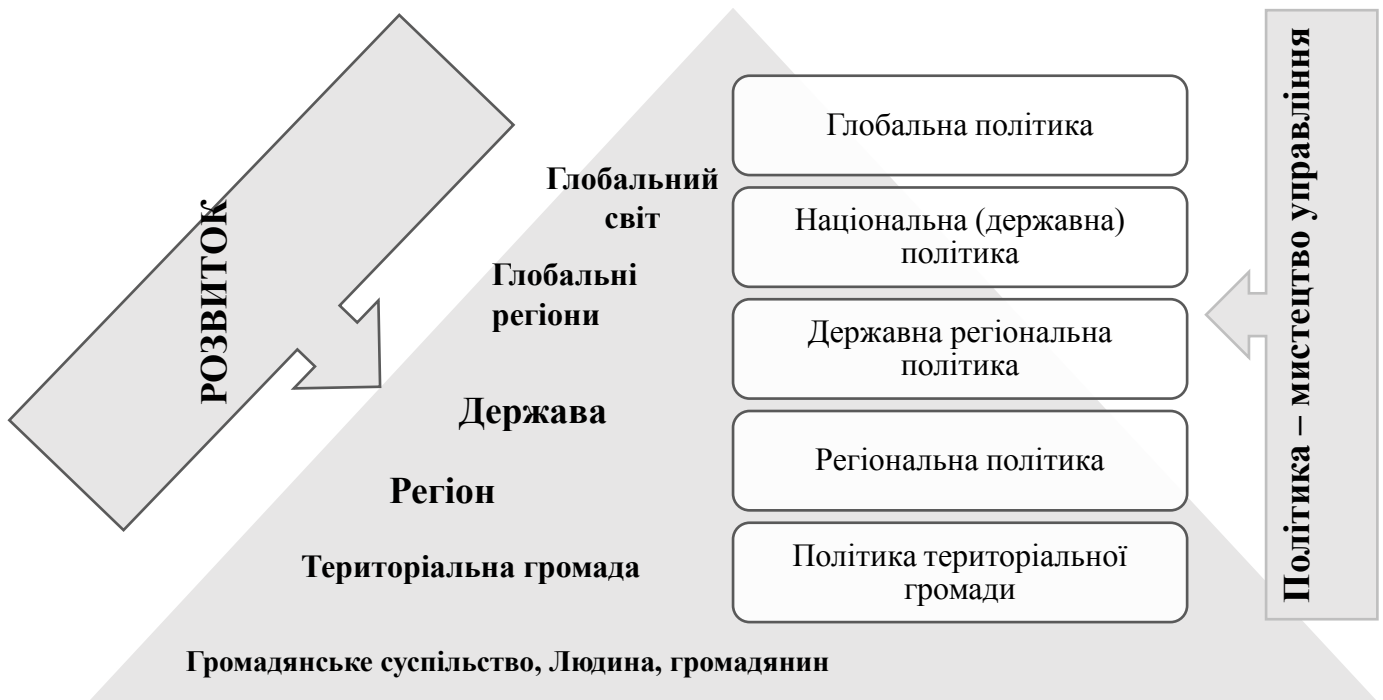 РОЗВИТОК
Глобальний
світ
Глобальні
регіони
Держава
Регіон
Територіальна громада
Громадянське суспільство, Людина, громадянин
Глобальна політика
Національна (державна)
політика
Державна регіональна
політика
Регіональна політика
Політика територіальної
громади
Політика – мистецтво управління